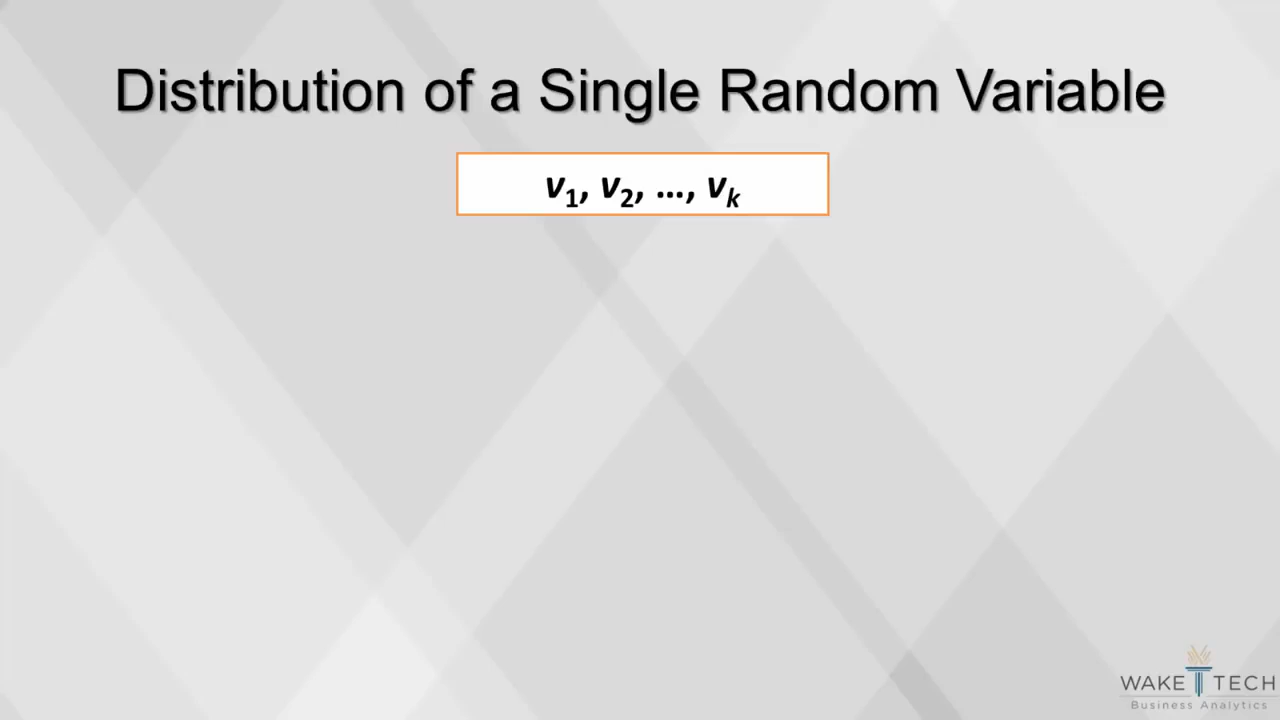 Distribution of a Single Random Variable
v₁, v₂, …, vₖ
WAKE TECH
Business Analytics